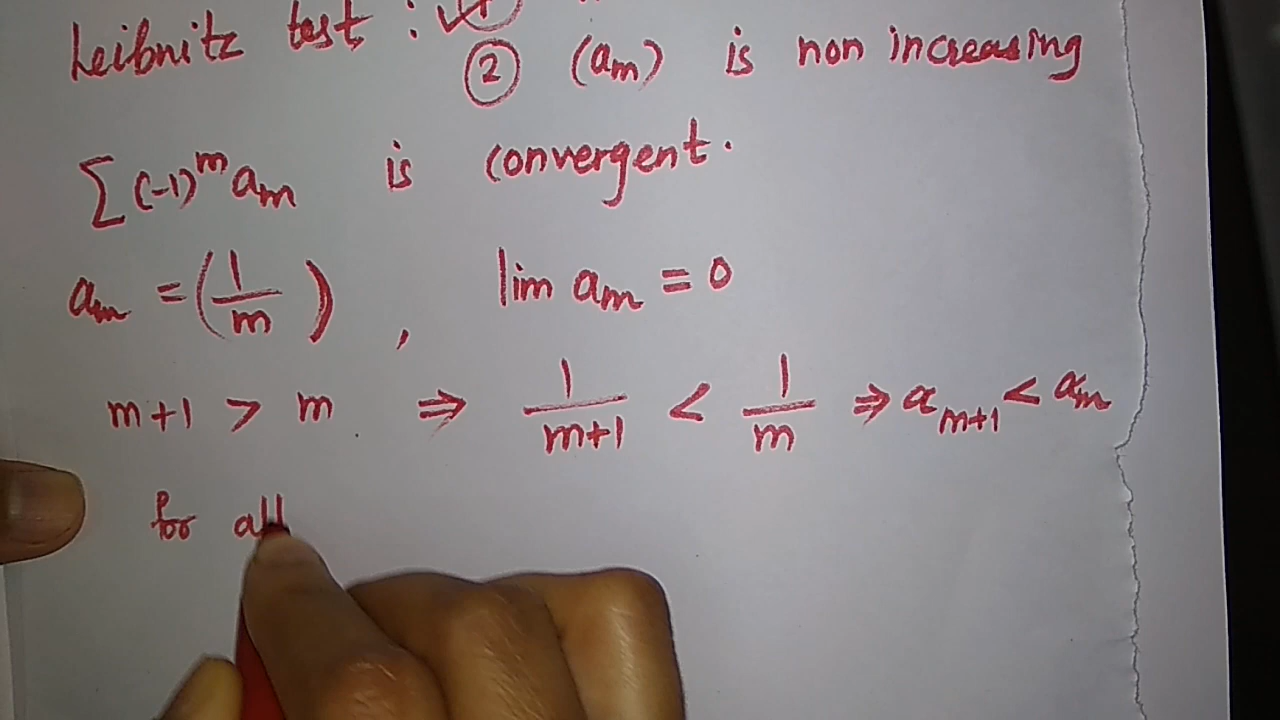 Leibnitz test : ①
② (am) is non increasing
∑ (-1)^m am is convergent.
am = (1/m) , lim am = 0
m+1 > m ⇒ 1/m+1 < 1/m ⇒ a m+1 < am
for all